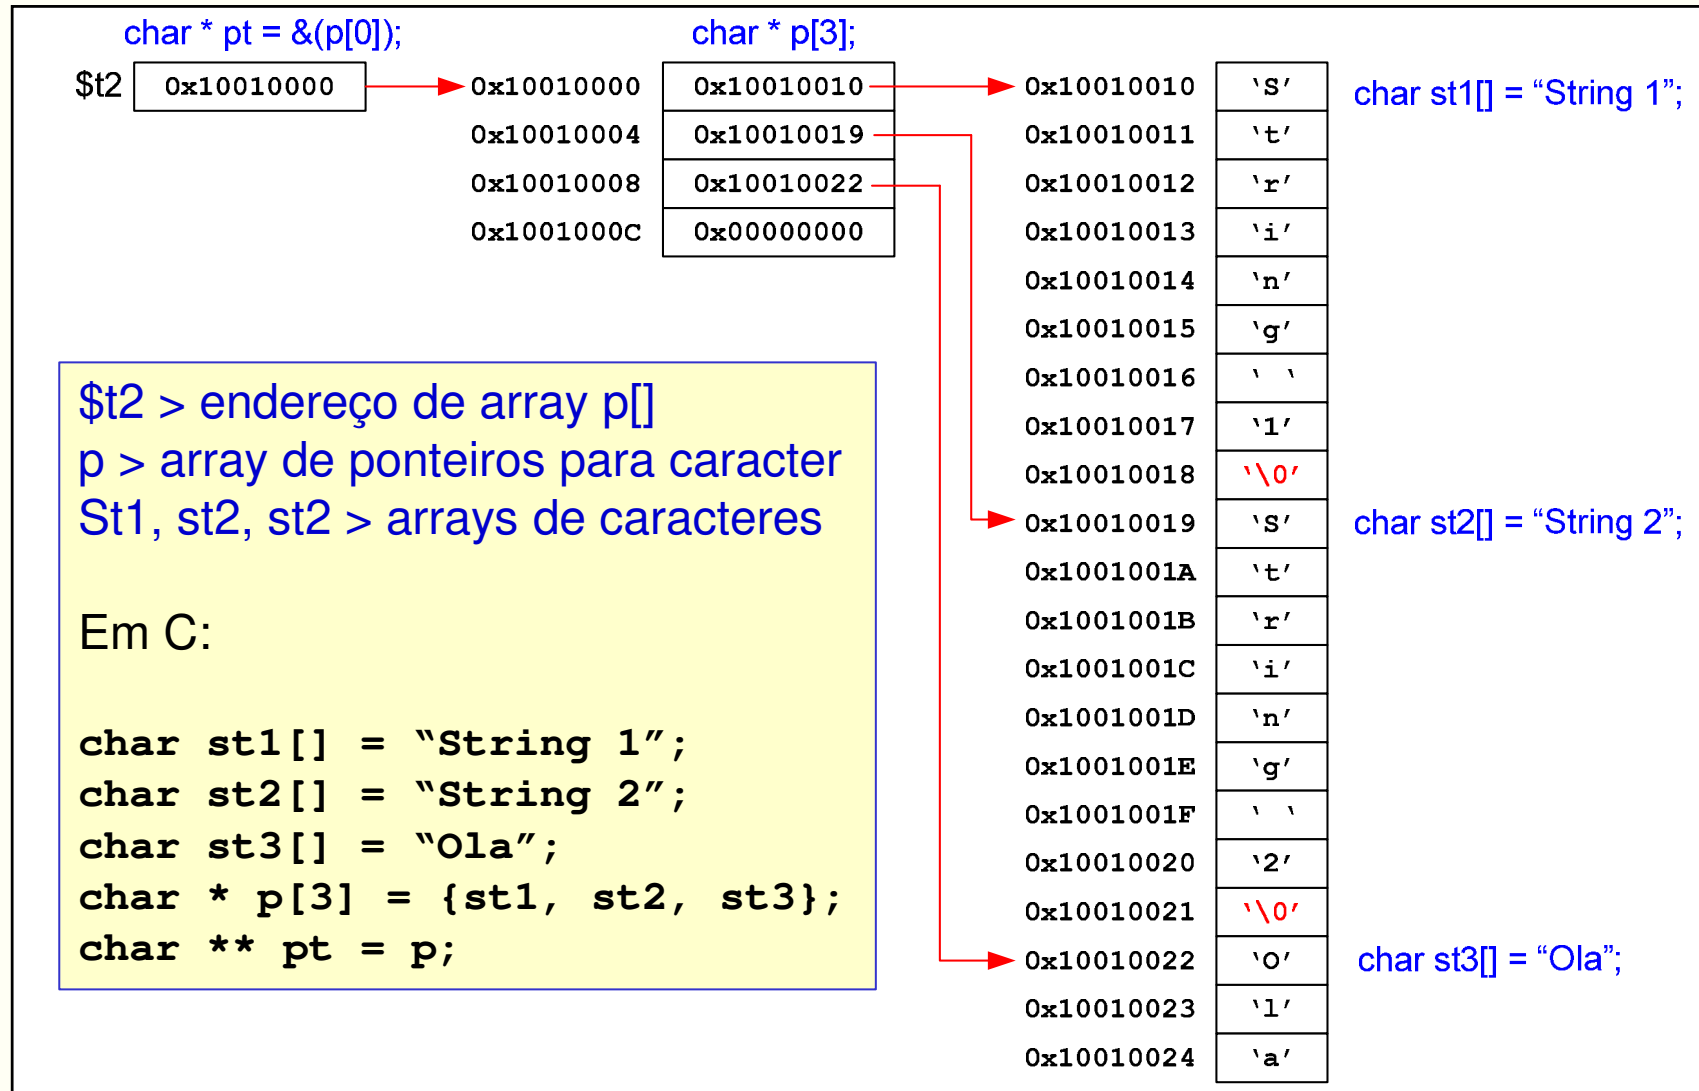 char * pt = &(p[0]);
char * p[3];
$t2 0x10010000 0x10010000 0x10010010 0x10010010 ‘S’ char st1[] = “String 1”;
0x10010004 0x10010019 0x10010011 ‘t’
0x10010008 0x10010022 0x10010012 ‘r’
0x1001000C 0x00000000 0x10010013 ‘i’
0x10010014 ‘n’
0x10010015 ‘g’
0x10010016 ‘ ‘
0x10010017 ‘1’
0x10010018 ‘\0’
0x10010019 ‘S’ char st2[] = “String 2”;
0x1001001A ‘t’
0x1001001B ‘r’
0x1001001C ‘i’
0x1001001D ‘n’
0x1001001E ‘g’
0x1001001F ‘ ‘
0x10010020 ‘2’
0x10010021 ‘\0’
0x10010022 ‘O’ char st3[] = “Ola”;
0x10010023 ‘l’
0x10010024 ‘a’
$t2 > endereço de array p[]
p > array de ponteiros para caracter
St1, st2, st2 > arrays de caracteres
Em C:
char st1[] = “String 1”;
char st2[] = “String 2”;
char st3[] = “Ola”;
char * p[3] = {st1, st2, st3};
char ** pt = p;